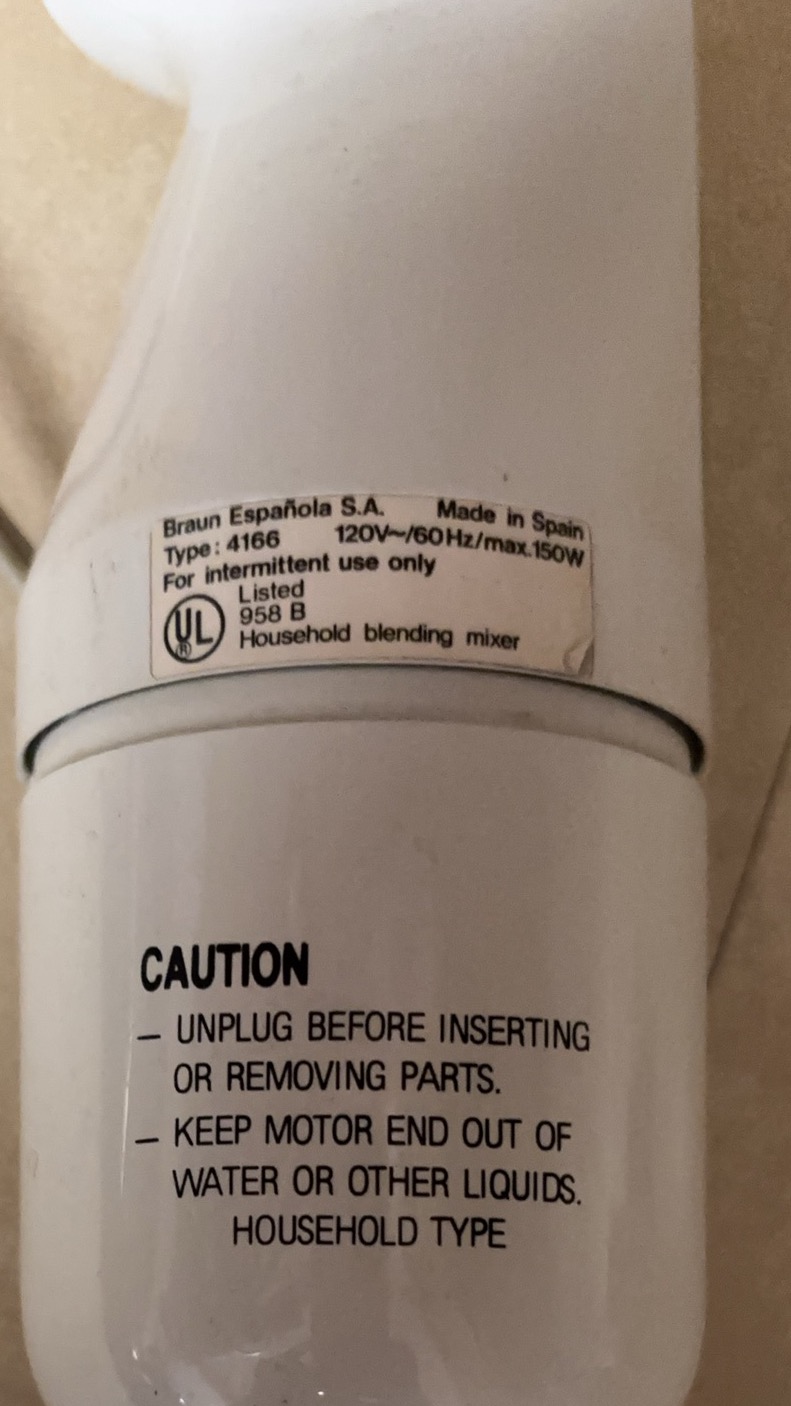 Braun Española S.A. Made in Spain
Type: 4166 120V~/60Hz/max.150W
For intermittent use only
UL® Listed
958 B
Household blending mixer
CAUTION
– UNPLUG BEFORE INSERTING
OR REMOVING PARTS.
– KEEP MOTOR END OUT OF
WATER OR OTHER LIQUIDS.
HOUSEHOLD TYPE